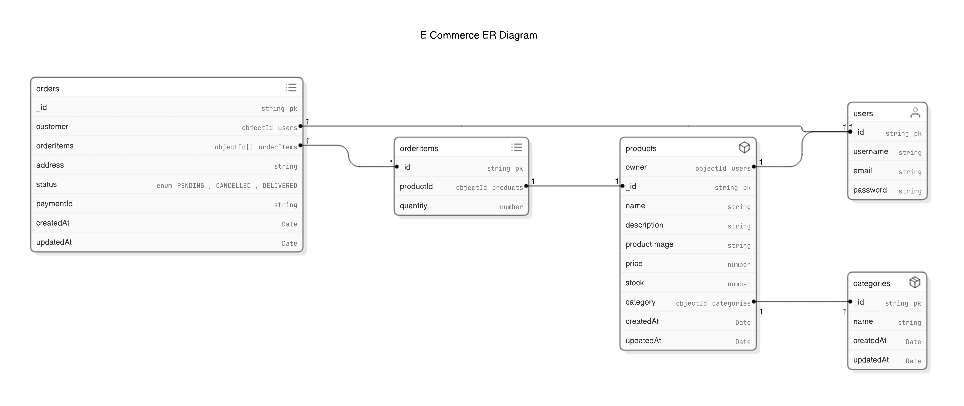 E Commerce ER Diagram
orders
_id string pk
customer objectId users
orderItems objectId[] orderItems
address string
status enum PENDING , CANCELLED , DELIVERED
paymentId string
createdAt Date
updatedAt Date
orderItems
_id string pk
productId objectId products
quantity number
products
owner objectId users
_id string pk
name string
description string
productImage string
price number
stock number
category objectId categories
createdAt Date
updatedAt Date
users
_id string pk
username string
email string
password string
categories
_id string pk
name string
createdAt Date
updatedAt Date
1
1
1
1
1
1